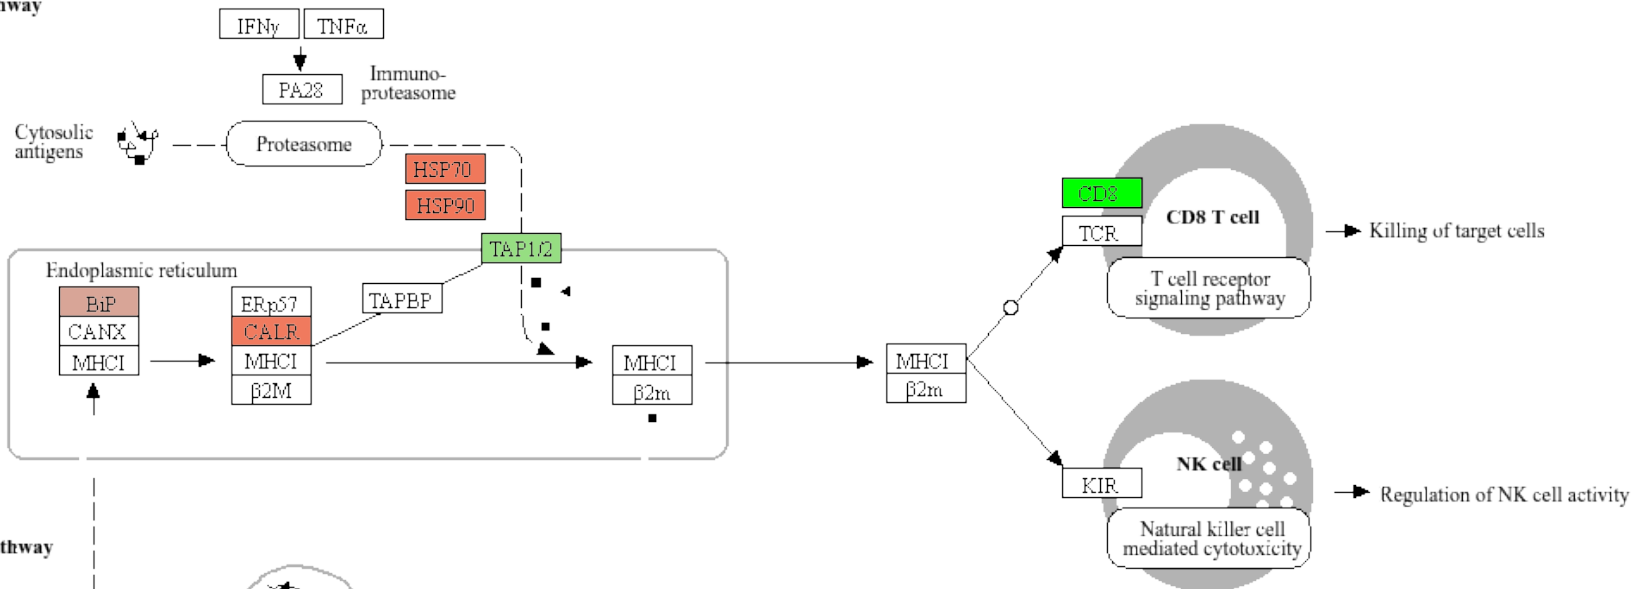 hway
IFNγ
TNFα
PA28
Immuno-
proteasome
Cytosolic
antigens
Proteasome
HSP70
HSP90
TAP1/2
Endoplasmic reticulum
BiP
CANX
MHCI
ERp57
CALR
MHCI
β2M
TAPBP
MHCI
β2m
MHCI
β2m
CD8
TCR
CD8 T cell
T cell receptor
signaling pathway
Killing of target cells
KIR
NK cell
Natural killer cell
mediated cytotoxicity
Regulation of NK cell activity
thway